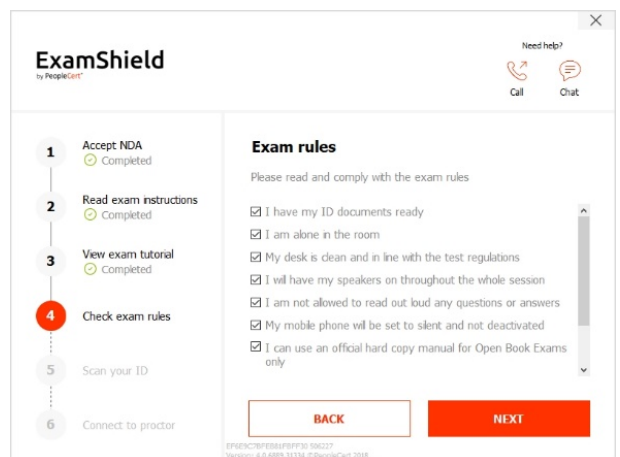 ExamShield
by PeopleCert
Need help?
Call
Chat
1
Accept NDA
Completed
2
Read exam instructions
Completed
3
View exam tutorial
Completed
4
Check exam rules
5
Scan your ID
6
Connect to proctor
Exam rules
Please read and comply with the exam rules
I have my ID documents ready
I am alone in the room
My desk is clean and in line with the test regulations
I will have my speakers on throughout the whole session
I am not allowed to read out loud any questions or answers
My mobile phone will be set to silent and not deactivated
I can use an official hard copy manual for Open Book Exams
only
BACK
NEXT
©PeopleCert 2018